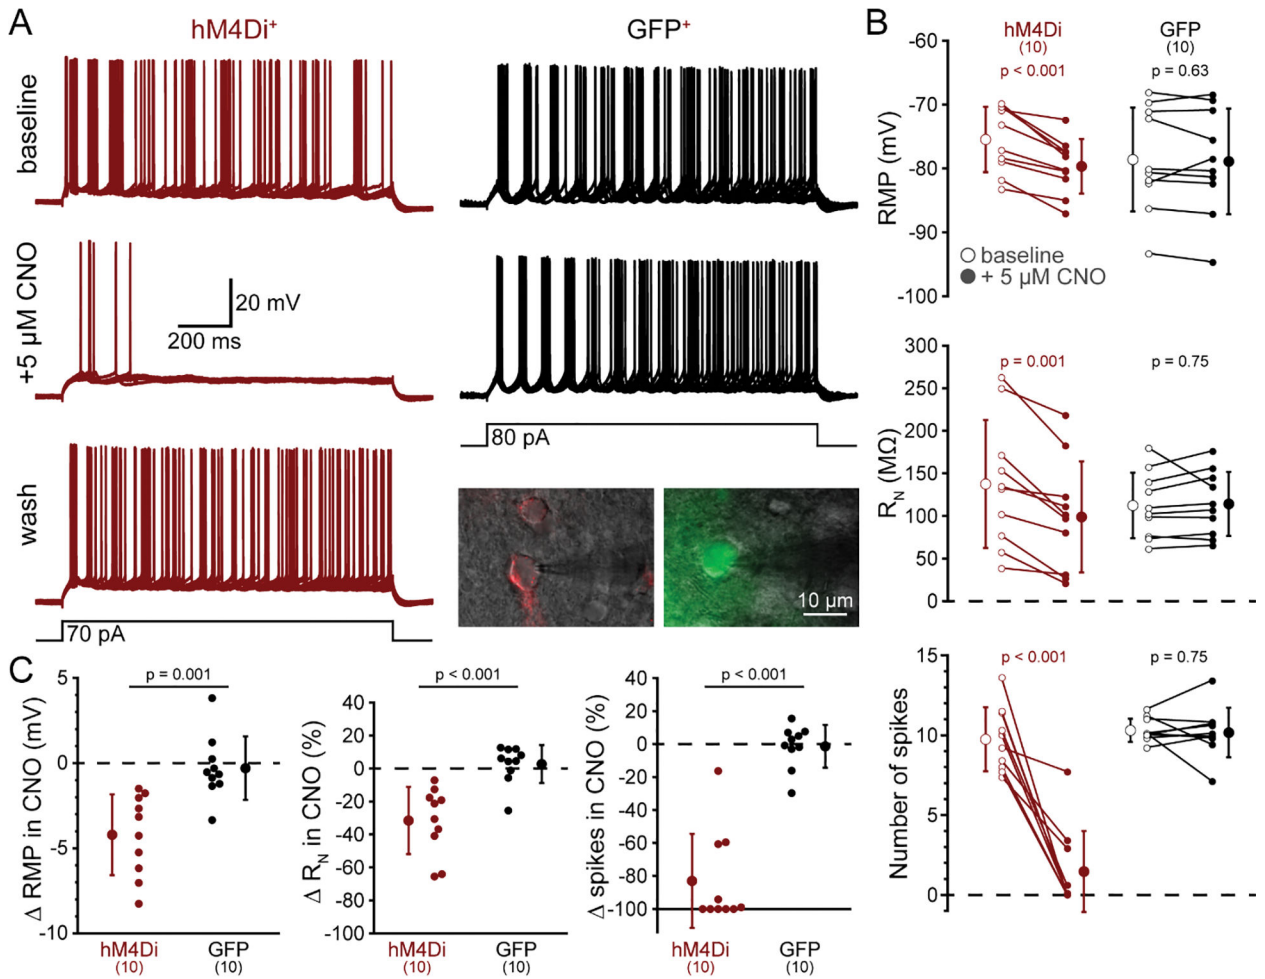 A
hM4Di⁺
GFP⁺
baseline
+5 µM CNO
20 mV
200 ms
80 pA
wash
10 µm
70 pA
B
hM4Di
(10)
GFP
(10)
p < 0.001
p = 0.63
-60
-70
-80
-90
-100
RMP (mV)
baseline
+ 5 µM CNO
300
250
200
150
100
50
0
R_N (MΩ)
p = 0.001
p = 0.75
15
10
5
0
Number of spikes
p < 0.001
p = 0.75
C
p = 0.001
5
0
-5
-10
Δ RMP in CNO (mV)
hM4Di
(10)
GFP
(10)
p < 0.001
40
20
0
-20
-40
-60
-80
-100
Δ R_N in CNO (%)
hM4Di
(10)
GFP
(10)
p < 0.001
40
20
0
-20
-40
-60
-80
-100
Δ spikes in CNO (%)
hM4Di
(10)
GFP
(10)